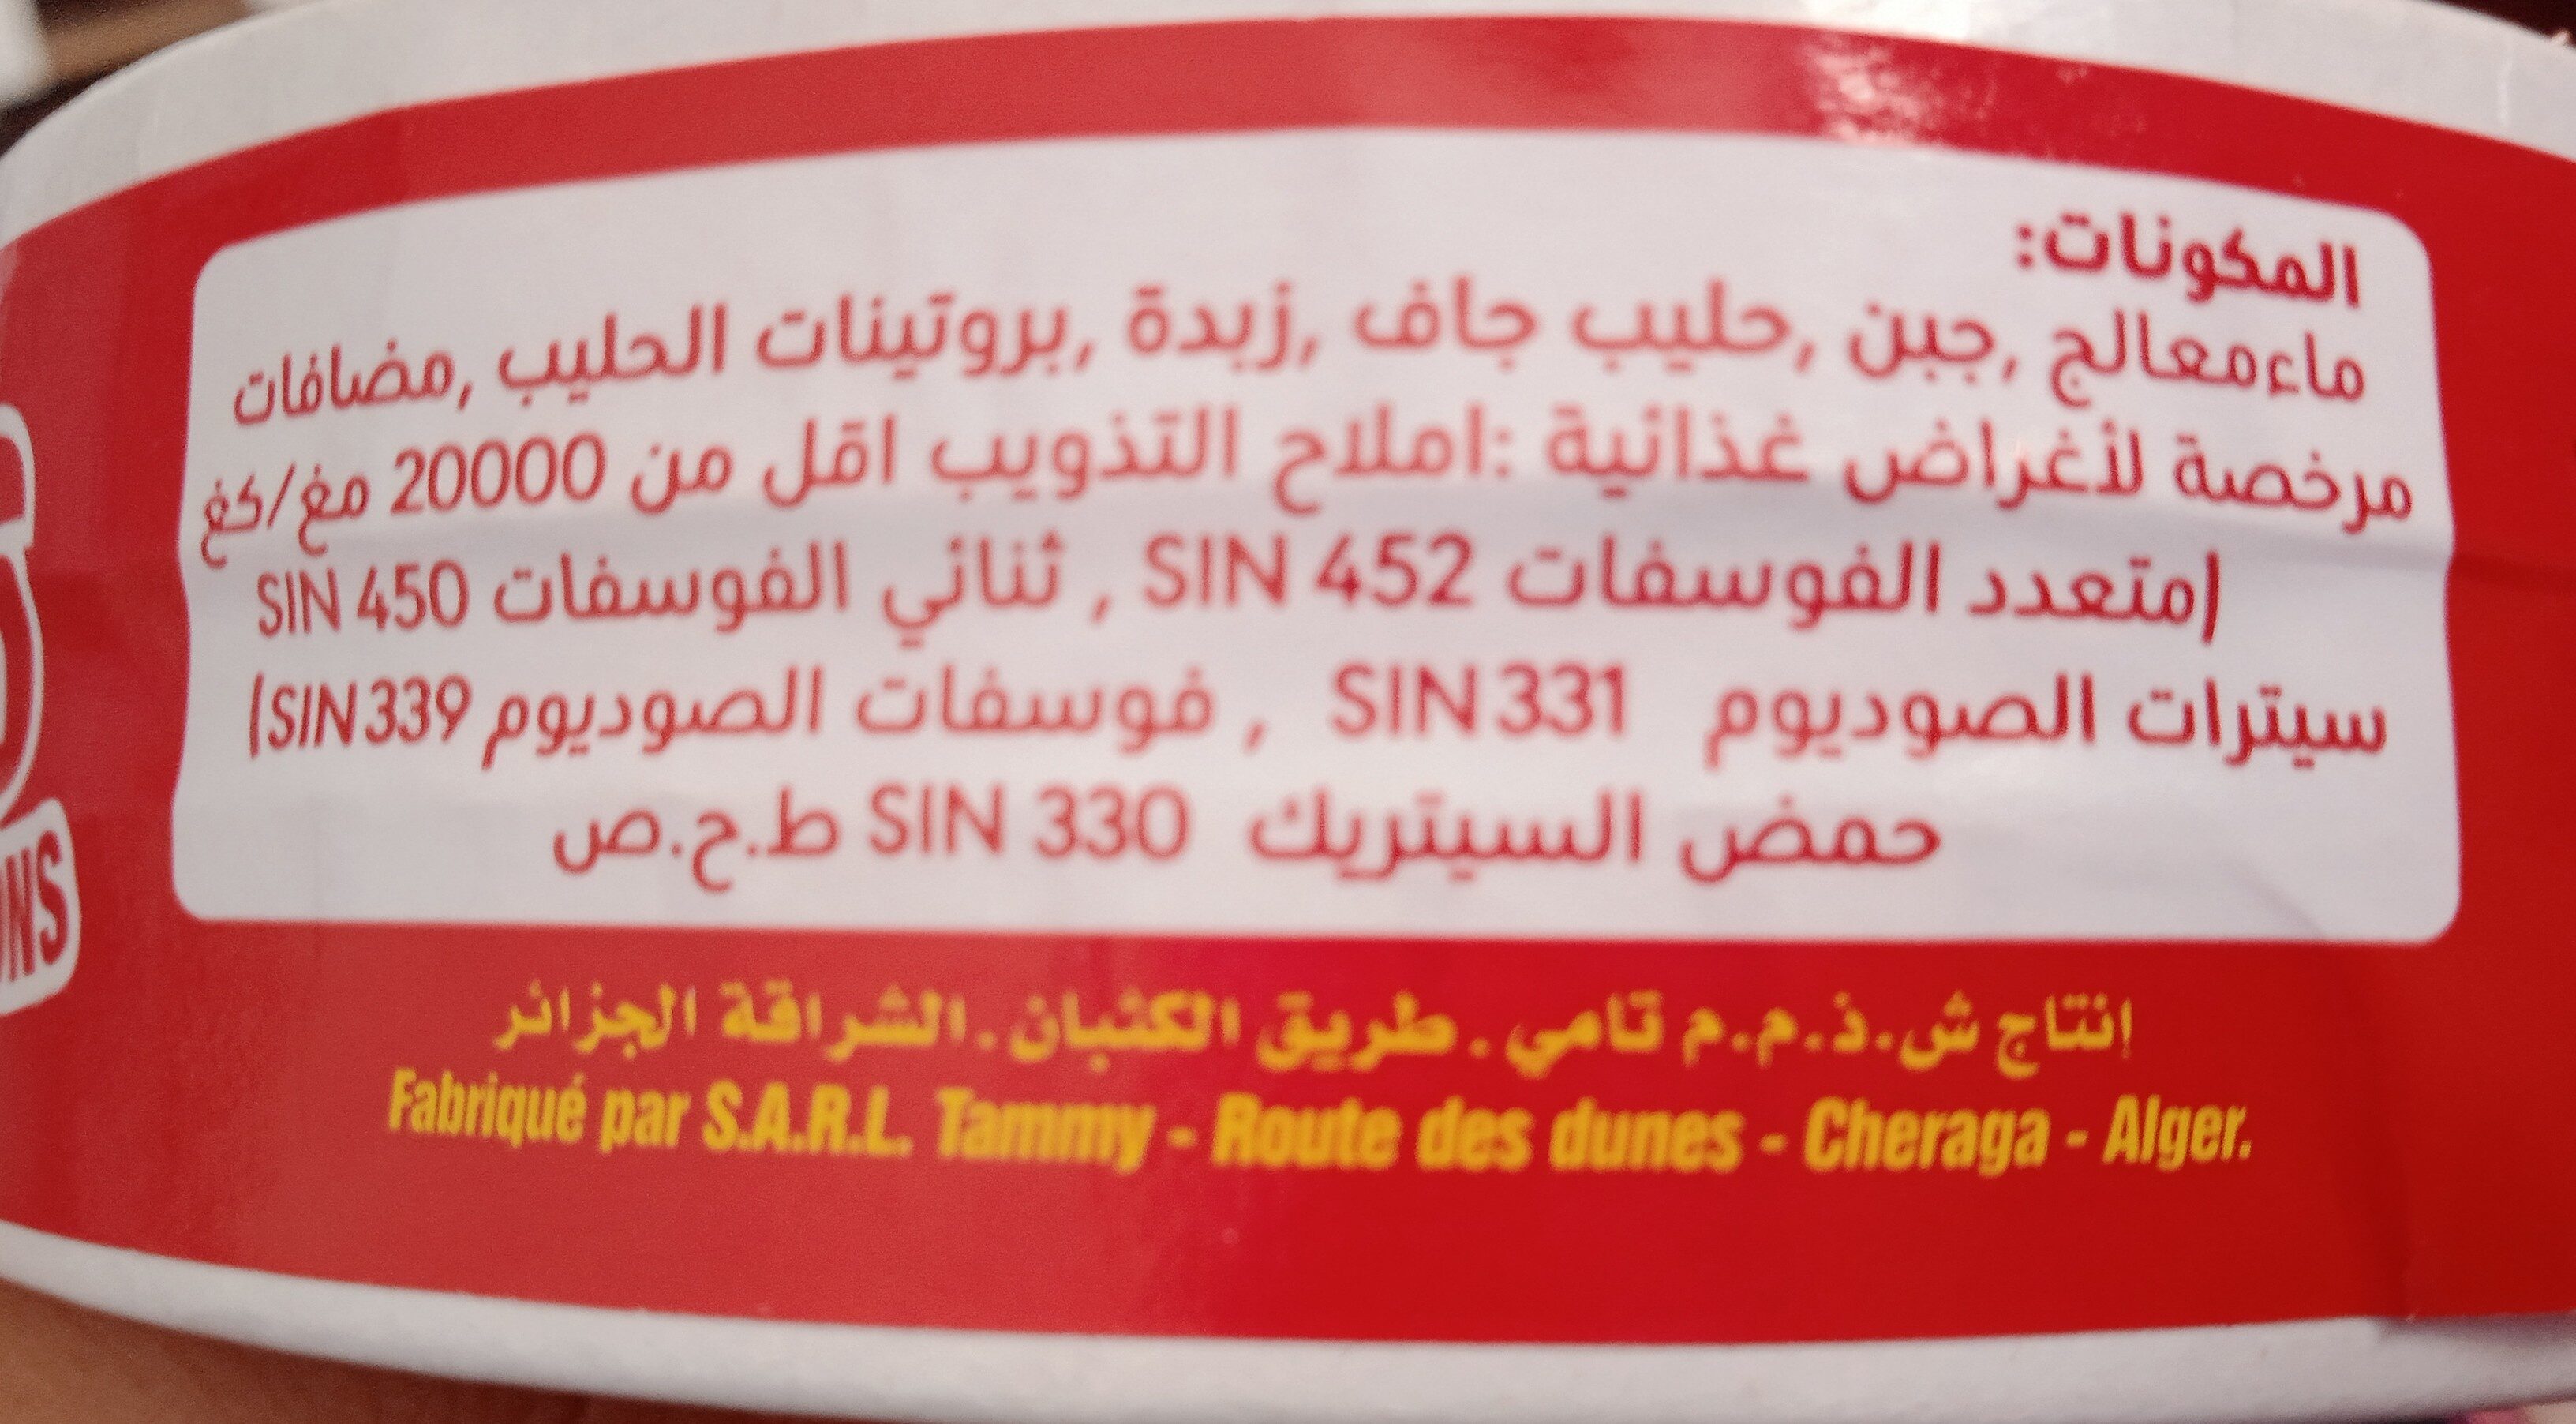 المكونات:
ماءمعالج ,جبن ,حليب جاف ,زبدة ,بروتينات الحليب ,مضافات
مرخصة لأغراض غذائية :املاح التذويب اقل من 20000 مغ/كغ
(متعدد الفوسفات SIN 452 , ثنائي الفوسفات SIN 450
سيترات الصوديوم SIN 331 , فوسفات الصوديوم SIN 339)
حمض السيتريك SIN 330 ط.ح.ص
إنتاج ش.ذ.م.م تامي . طريق الكثبان . الشراقة الجزائر
Fabriqué par S.A.R.L. Tammy - Route des dunes - Cheraga - Alger.